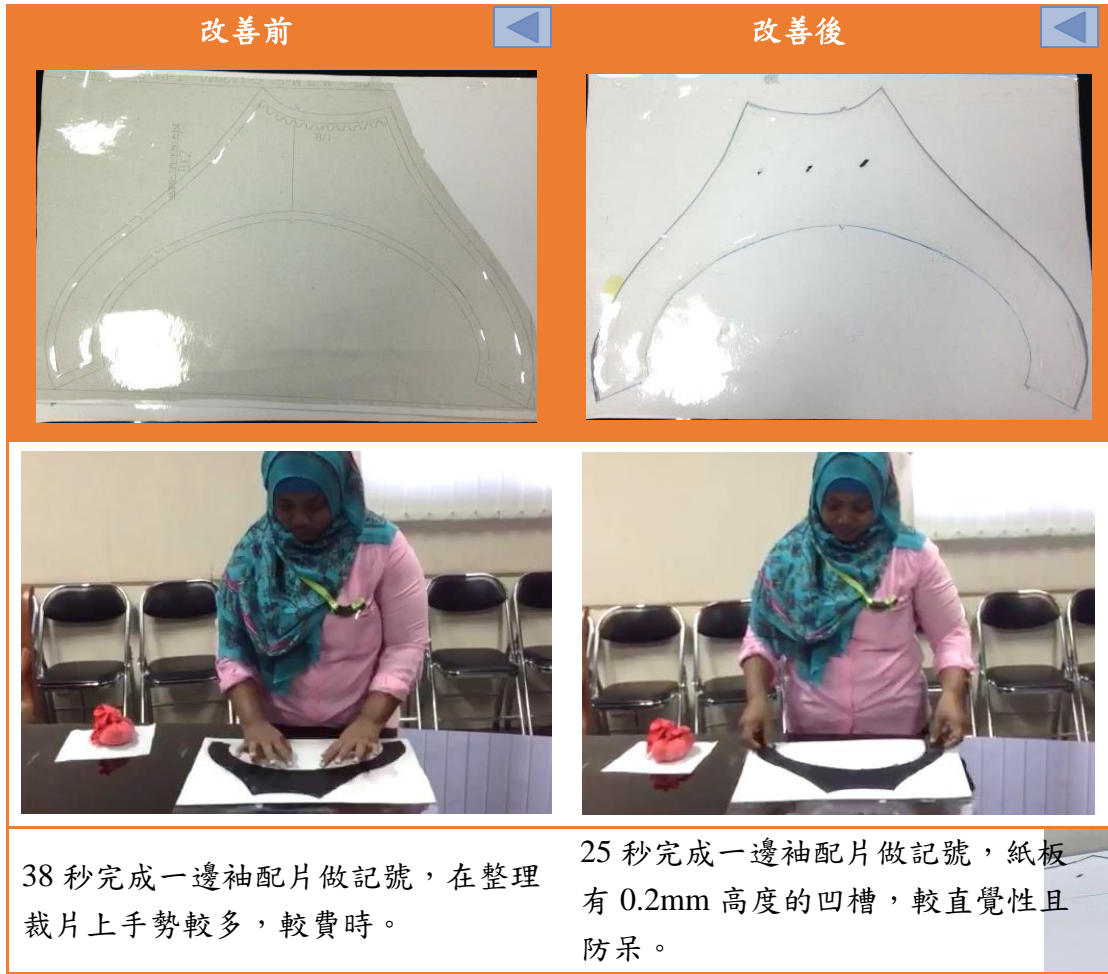 改善前
改善後
38 秒完成一邊袖配片做記號，在整理
裁片上手勢較多，較費時。
25 秒完成一邊袖配片做記號，紙板
有 0.2mm 高度的凹槽，較直覺性且
防呆。